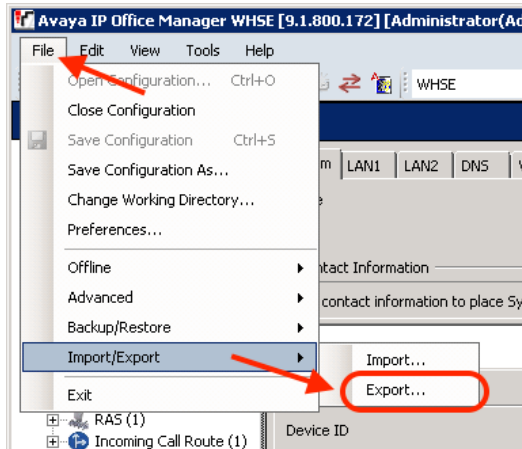 Avaya IP Office Manager WHSE [9.1.800.172] [Administrator(Ad
File Edit View Tools Help
Open Configuration... Ctrl+O
WHSE
Close Configuration
Save Configuration Ctrl+S
Save Configuration As...
LAN1 LAN2 DNS
Change Working Directory...
Preferences...
Offline
ntact Information
Advanced
contact information to place Sy
Backup/Restore
Import/Export
Import...
Export...
Exit
RAS (1)
Device ID
Incoming Call Route (1)